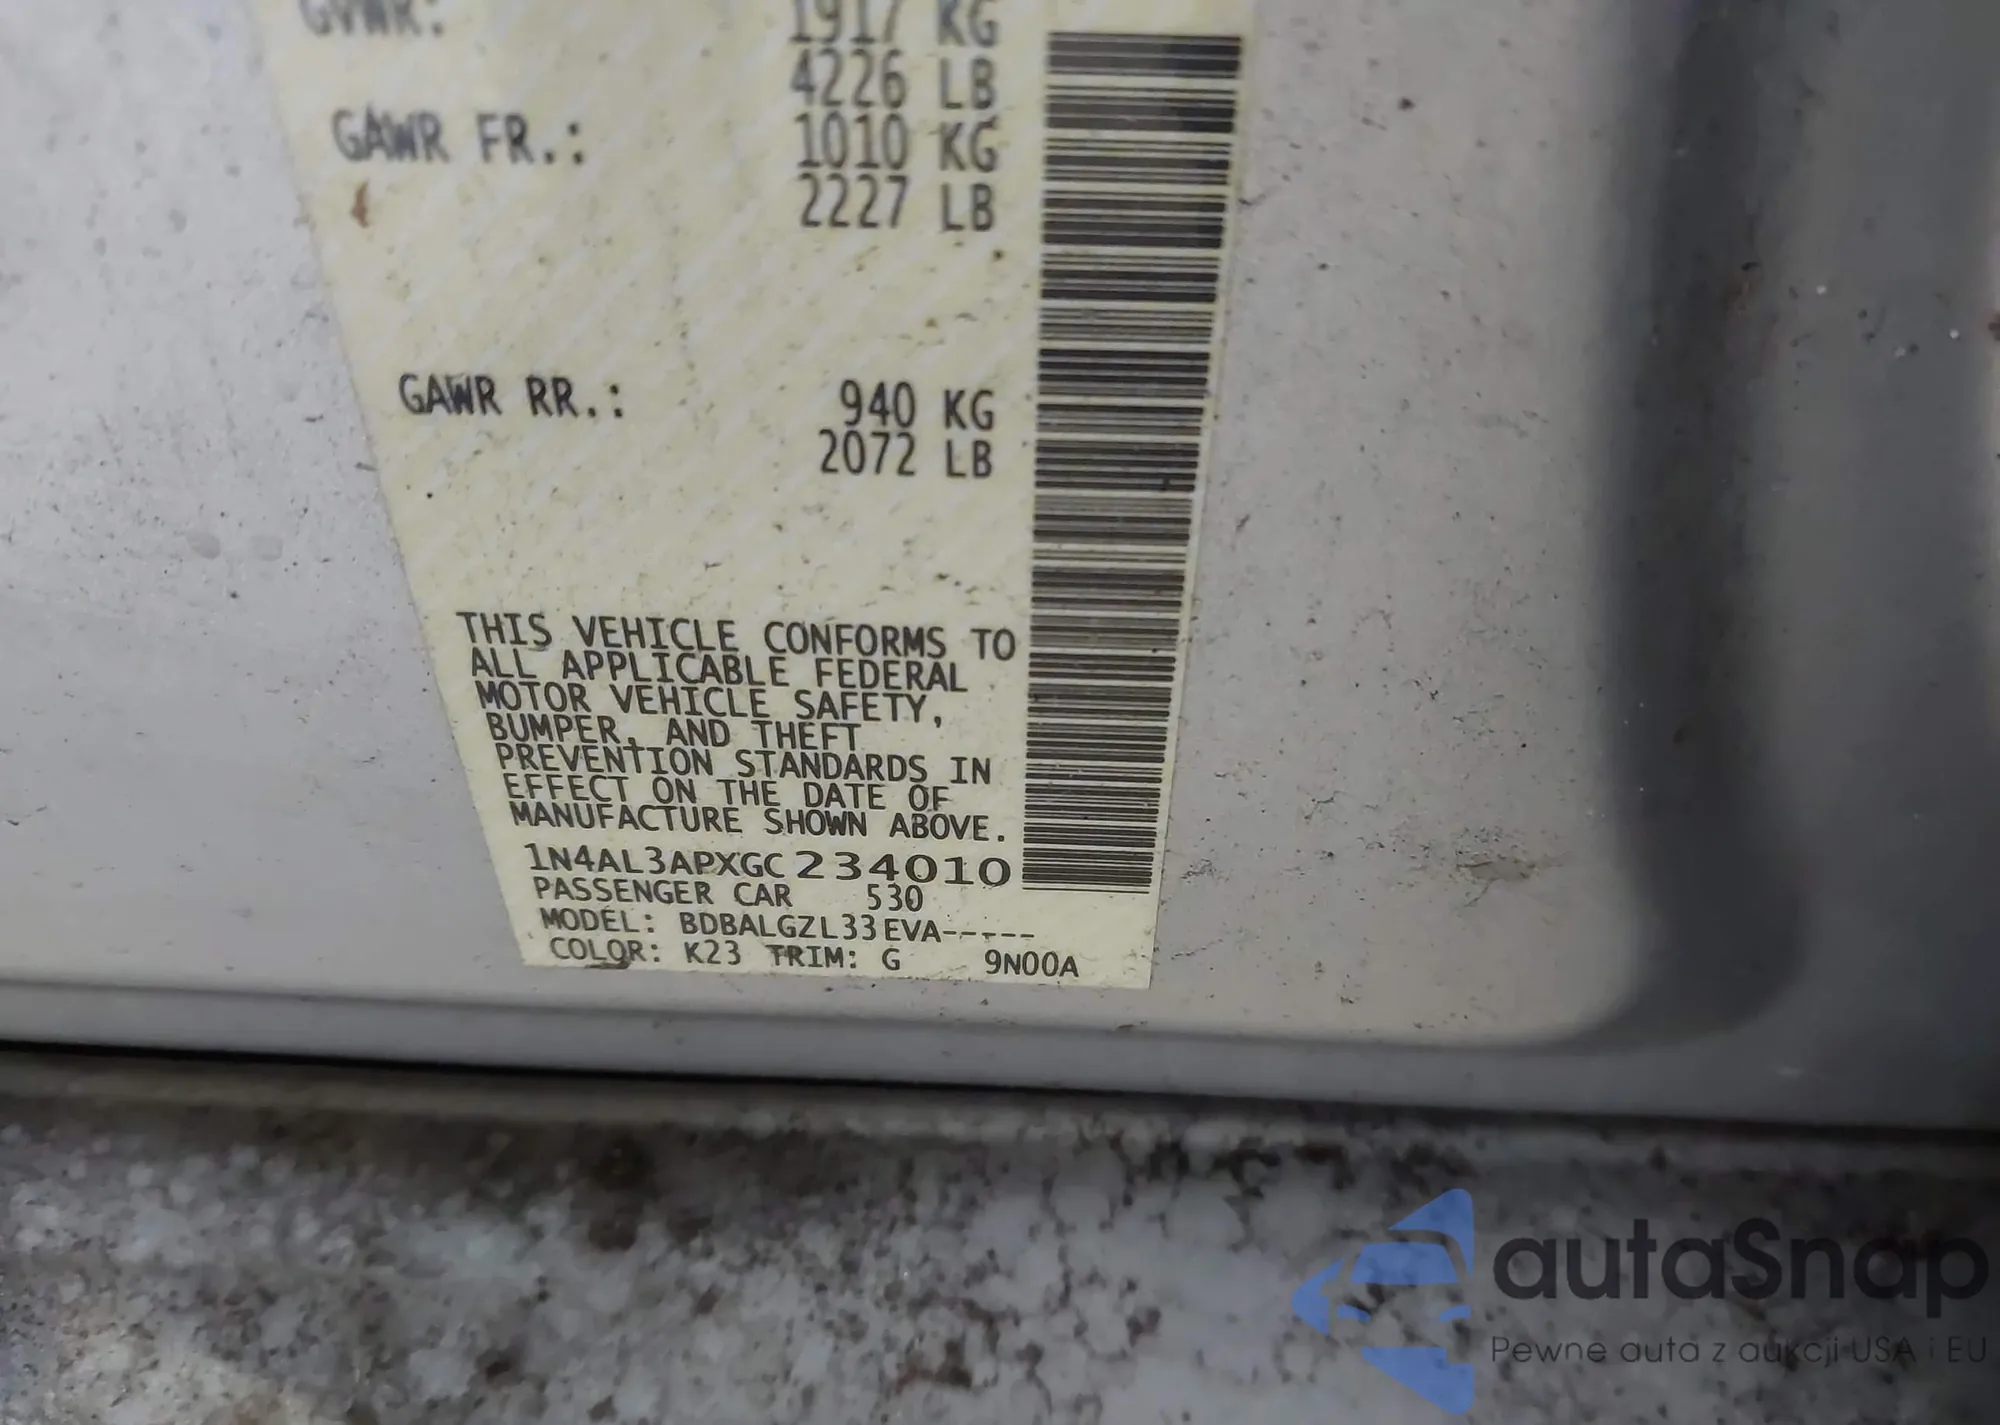 GVWR: 1917 KG
4226 LB
GAWR FR.: 1010 KG
2227 LB
GAWR RR.: 940 KG
2072 LB
THIS VEHICLE CONFORMS TO
ALL APPLICABLE FEDERAL
MOTOR VEHICLE SAFETY,
BUMPER, AND THEFT
PREVENTION STANDARDS IN
EFFECT ON THE DATE OF
MANUFACTURE SHOWN ABOVE.
1N4AL3APXGC234010
PASSENGER CAR 530
MODEL: BDBALGZL33EVA-----
COLOR: K23 TRIM: G 9N00A
autaSnap
Pewne auta z aukcji USA i EU